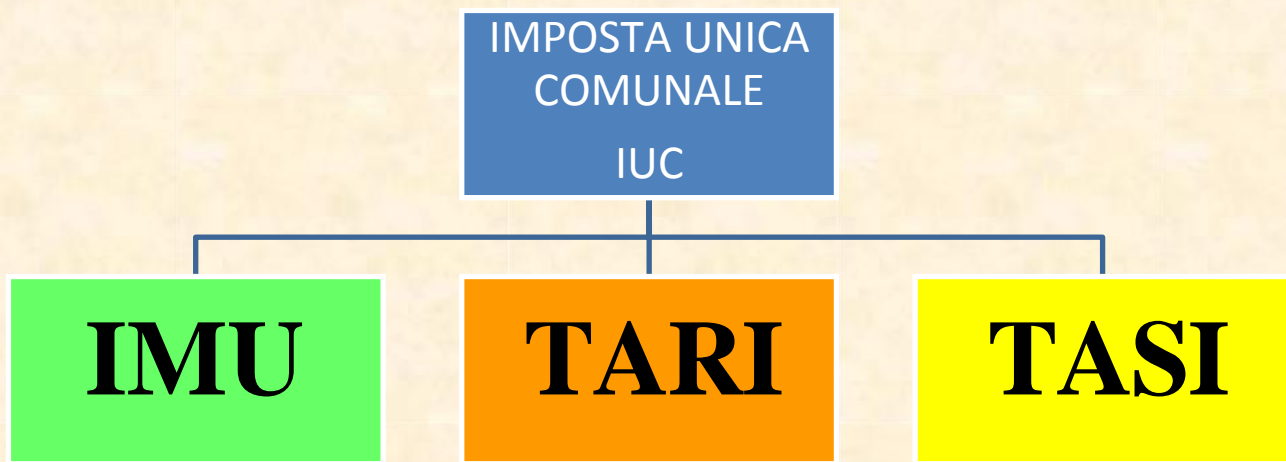 IMPOSTA UNICA
COMUNALE
IUC
IMU
TARI
TASI